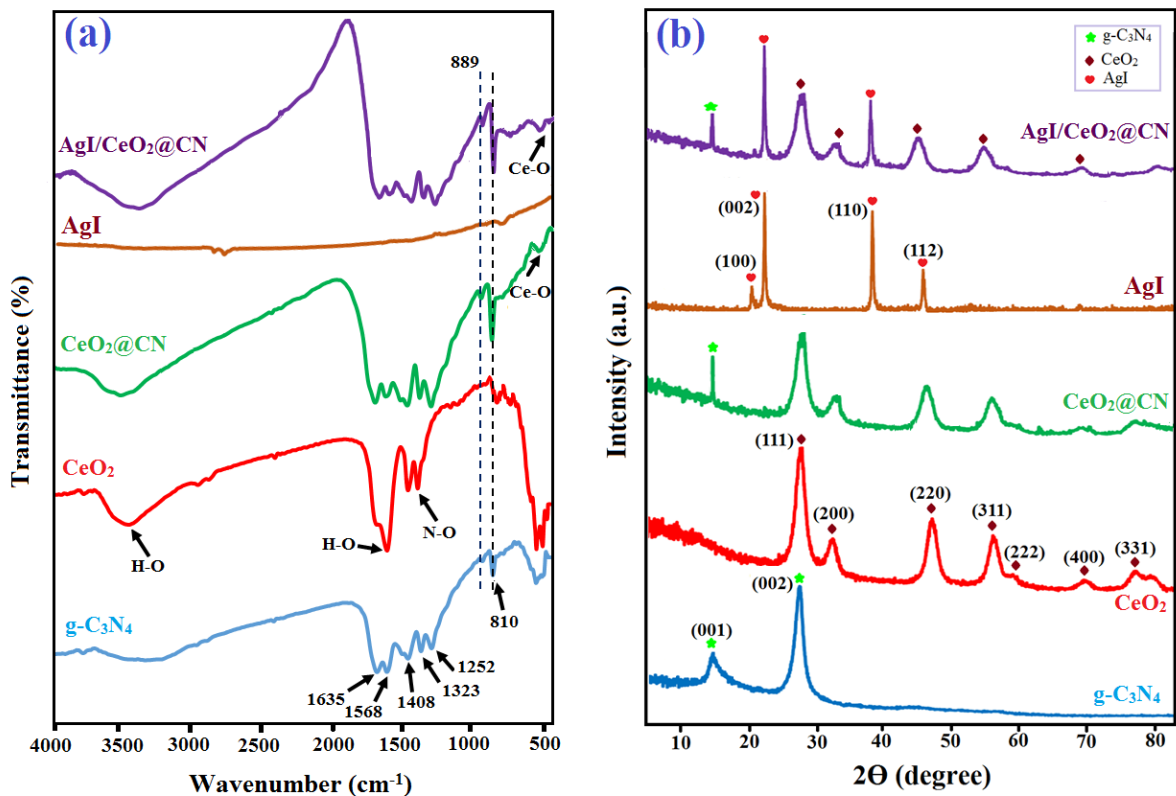 (a)
889
AgI/CeO₂@CN
Ce-O
AgI
Ce-O
CeO₂@CN
CeO₂
N-O
H-O
H-O
810
g-C₃N₄
1252
1635
1323
1408
1568
4000 3000 2000 1500 1000 500
Wavenumber (cm⁻¹)
Transmittance (%)
(b)
g-C₃N₄
CeO₂
AgI
AgI/CeO₂@CN
(002)
(110)
(100)
(112)
AgI
CeO₂@CN
(111)
(220)
(200)
(311)
(222)
(400)
(331)
CeO₂
(002)
(001)
g-C₃N₄
10 20 30 40 50 60 70 80
2Ɵ (degree)
Intensity (a.u.)